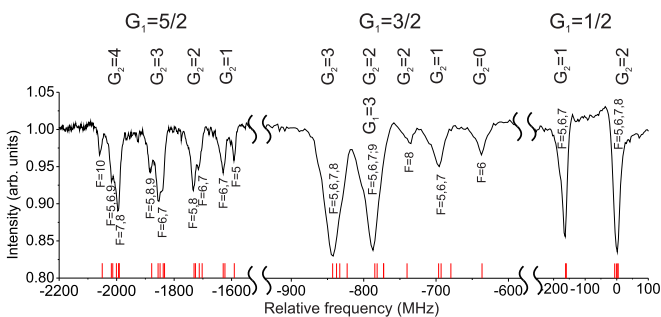 G₁=5/2 G₁=3/2 G₁=1/2
G₂=4 G₂=3 G₂=2 G₂=1 G₂=3 G₂=2 G₂=2 G₂=1 G₂=0 G₂=1 G₂=2
G₁=3
1.05
1.00
0.95
0.90
0.85
0.80
Intensity (arb. units)
F=10
F=5,6,9
F=7,8
F=5,8,9
F=6,7
F=5,8
F=6,7
F=6,7
F=5
F=5,6,7,8
F=5,6,7;9
F=8
F=5,6,7
F=6
F=5,6,7
F=5,6,7,8
-2200 -2000 -1800 -1600 -900 -800 -700 -600 -200 -100 0 100
Relative frequency (MHz)